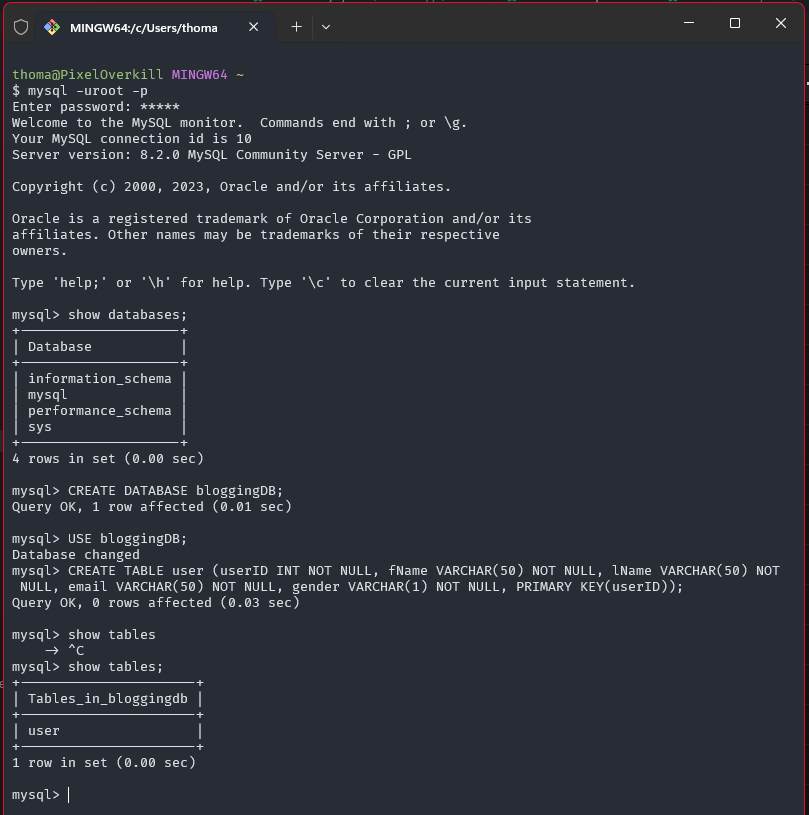 MINGW64:/c/Users/thoma
thoma@PixelOverkill MINGW64 ~
$ mysql -uroot -p
Enter password: *****
Welcome to the MySQL monitor.  Commands end with ; or \g.
Your MySQL connection id is 10
Server version: 8.2.0 MySQL Community Server - GPL

Copyright (c) 2000, 2023, Oracle and/or its affiliates.

Oracle is a registered trademark of Oracle Corporation and/or its
affiliates. Other names may be trademarks of their respective
owners.

Type 'help;' or '\h' for help. Type '\c' to clear the current input statement.

mysql> show databases;
+--------------------+
| Database           |
+--------------------+
| information_schema |
| mysql              |
| performance_schema |
| sys                |
+--------------------+
4 rows in set (0.00 sec)

mysql> CREATE DATABASE bloggingDB;
Query OK, 1 row affected (0.01 sec)

mysql> USE bloggingDB;
Database changed
mysql> CREATE TABLE user (userID INT NOT NULL, fName VARCHAR(50) NOT NULL, lName VARCHAR(50) NOT
 NULL, email VARCHAR(50) NOT NULL, gender VARCHAR(1) NOT NULL, PRIMARY KEY(userID));
Query OK, 0 rows affected (0.03 sec)

mysql> show tables
    -> ^C
mysql> show tables;
+----------------------+
| Tables_in_bloggingdb |
+----------------------+
| user                 |
+----------------------+
1 row in set (0.00 sec)

mysql>